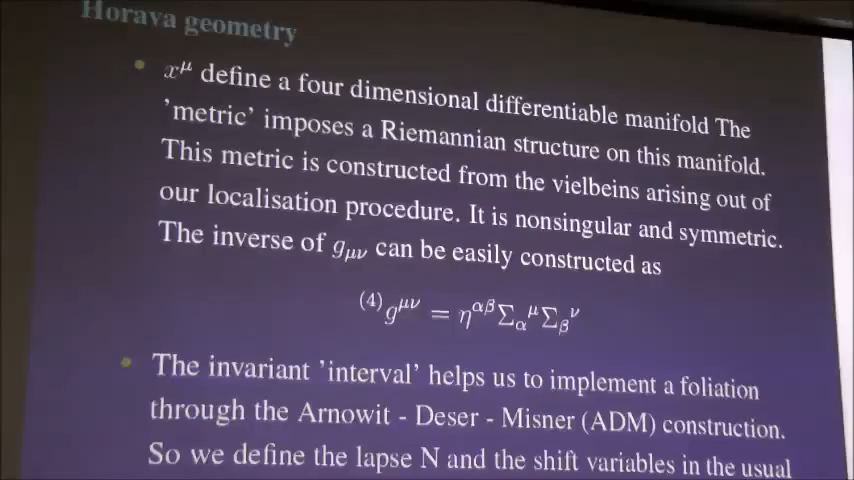 Horava geometry
• x^μ define a four dimensional differentiable manifold The
'metric' imposes a Riemannian structure on this manifold.
This metric is constructed from the vielbeins arising out of
our localisation procedure. It is nonsingular and symmetric.
The inverse of g_{μν} can be easily constructed as
^{(4)}g^{μν} = η^{αβ}Σ_α^μΣ_β^ν
• The invariant 'interval' helps us to implement a foliation
through the Arnowit - Deser - Misner (ADM) construction.
So we define the lapse N and the shift variables in the usual